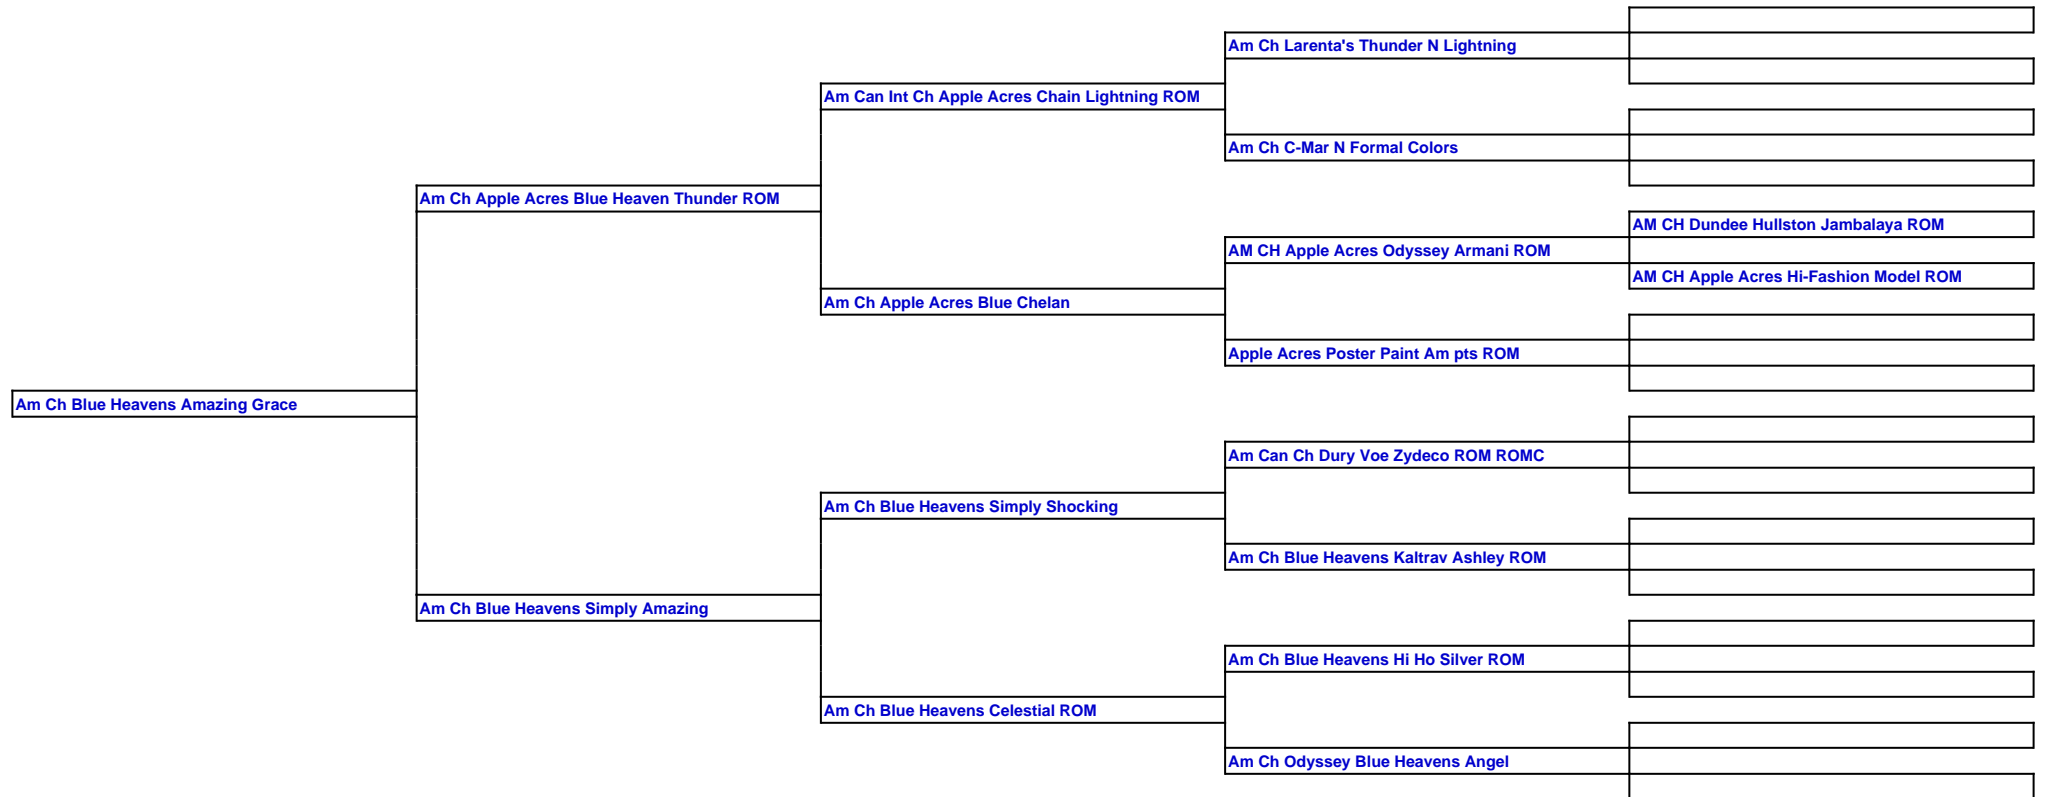 Am Ch Larenta's Thunder N Lightning
Am Can Int Ch Apple Acres Chain Lightning ROM
Am Ch C-Mar N Formal Colors
Am Ch Apple Acres Blue Heaven Thunder ROM
AM CH Dundee Hullston Jambalaya ROM
AM CH Apple Acres Odyssey Armani ROM
AM CH Apple Acres Hi-Fashion Model ROM
Am Ch Apple Acres Blue Chelan
Apple Acres Poster Paint Am pts ROM
Am Ch Blue Heavens Amazing Grace
Am Can Ch Dury Voe Zydeco ROM ROMC
Am Ch Blue Heavens Simply Shocking
Am Ch Blue Heavens Kaltrav Ashley ROM
Am Ch Blue Heavens Simply Amazing
Am Ch Blue Heavens Hi Ho Silver ROM
Am Ch Blue Heavens Celestial ROM
Am Ch Odyssey Blue Heavens Angel